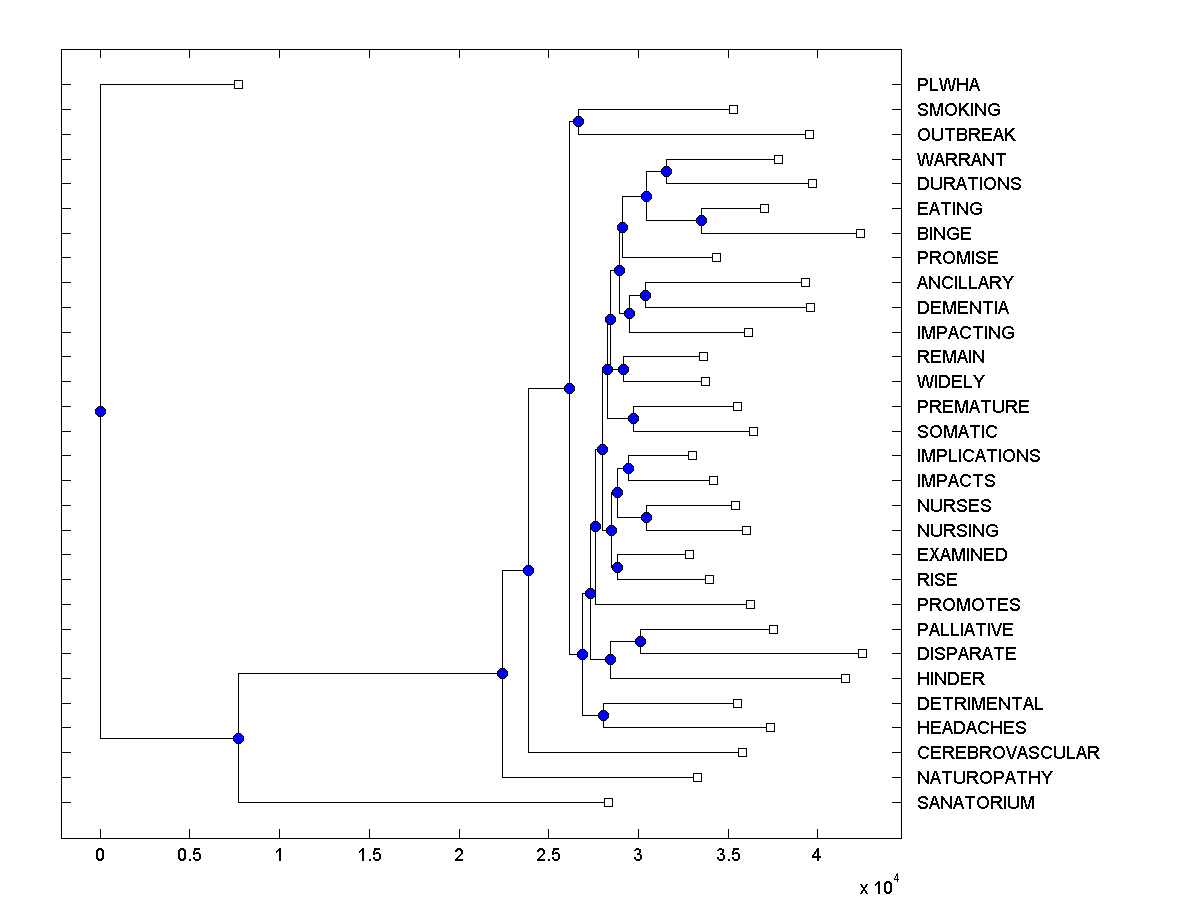 PLWHA
SMOKING
OUTBREAK
WARRANT
DURATIONS
EATING
BINGE
PROMISE
ANCILLARY
DEMENTIA
IMPACTING
REMAIN
WIDELY
PREMATURE
SOMATIC
IMPLICATIONS
IMPACTS
NURSES
NURSING
EXAMINED
RISE
PROMOTES
PALLIATIVE
DISPARATE
HINDER
DETRIMENTAL
HEADACHES
CEREBROVASCULAR
NATUROPATHY
SANATORIUM
0 0.5 1 1.5 2 2.5 3 3.5 4
x 10^4